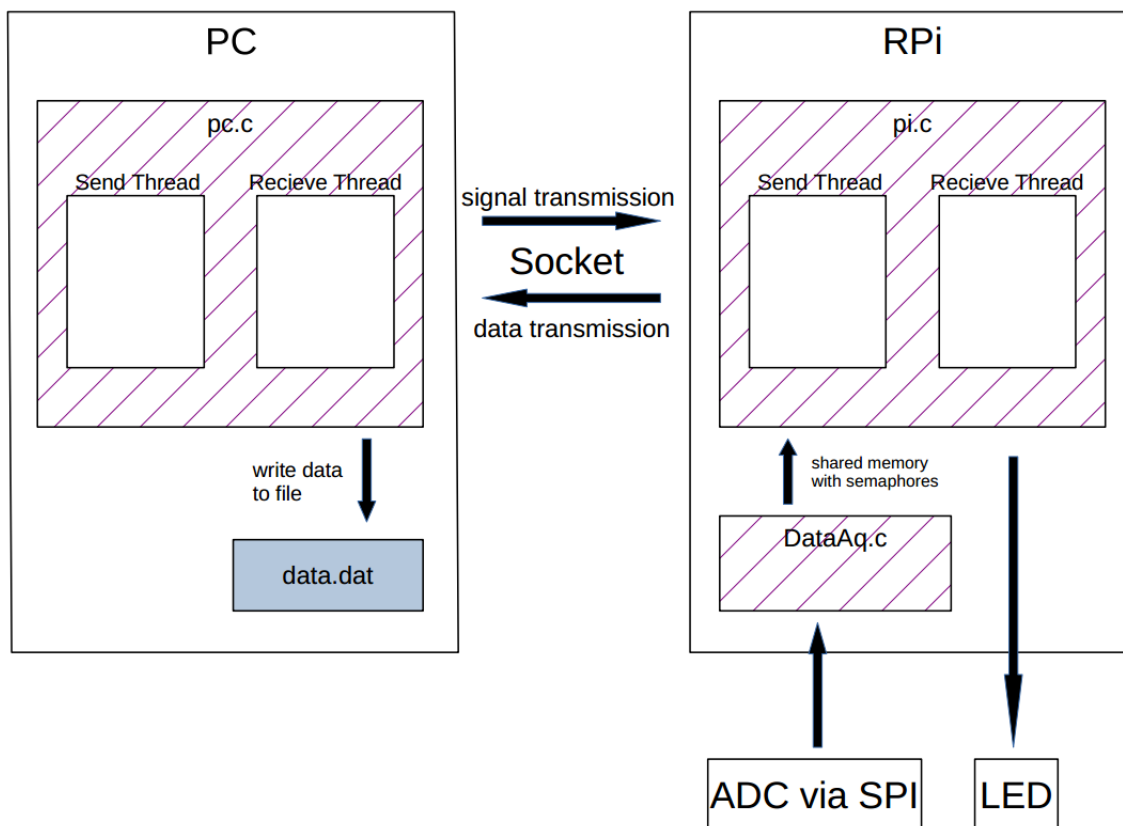 PC
pc.c
Send Thread
Recieve Thread
write data
to file
data.dat
signal transmission
Socket
data transmission
RPi
pi.c
Send Thread
Recieve Thread
shared memory
with semaphores
DataAq.c
ADC via SPI
LED